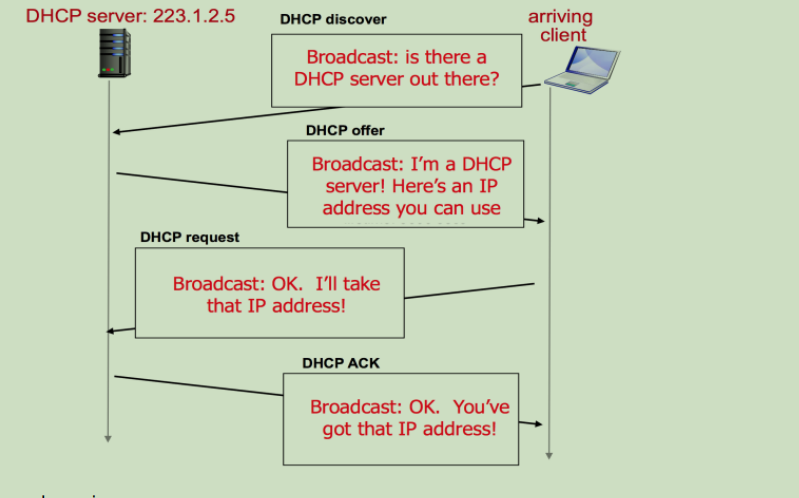 DHCP server: 223.1.2.5
DHCP discover
arriving
client
Broadcast: is there a
DHCP server out there?
DHCP offer
Broadcast: I’m a DHCP
server! Here’s an IP
address you can use
DHCP request
Broadcast: OK.  I’ll take
that IP address!
DHCP ACK
Broadcast: OK.  You’ve
got that IP address!